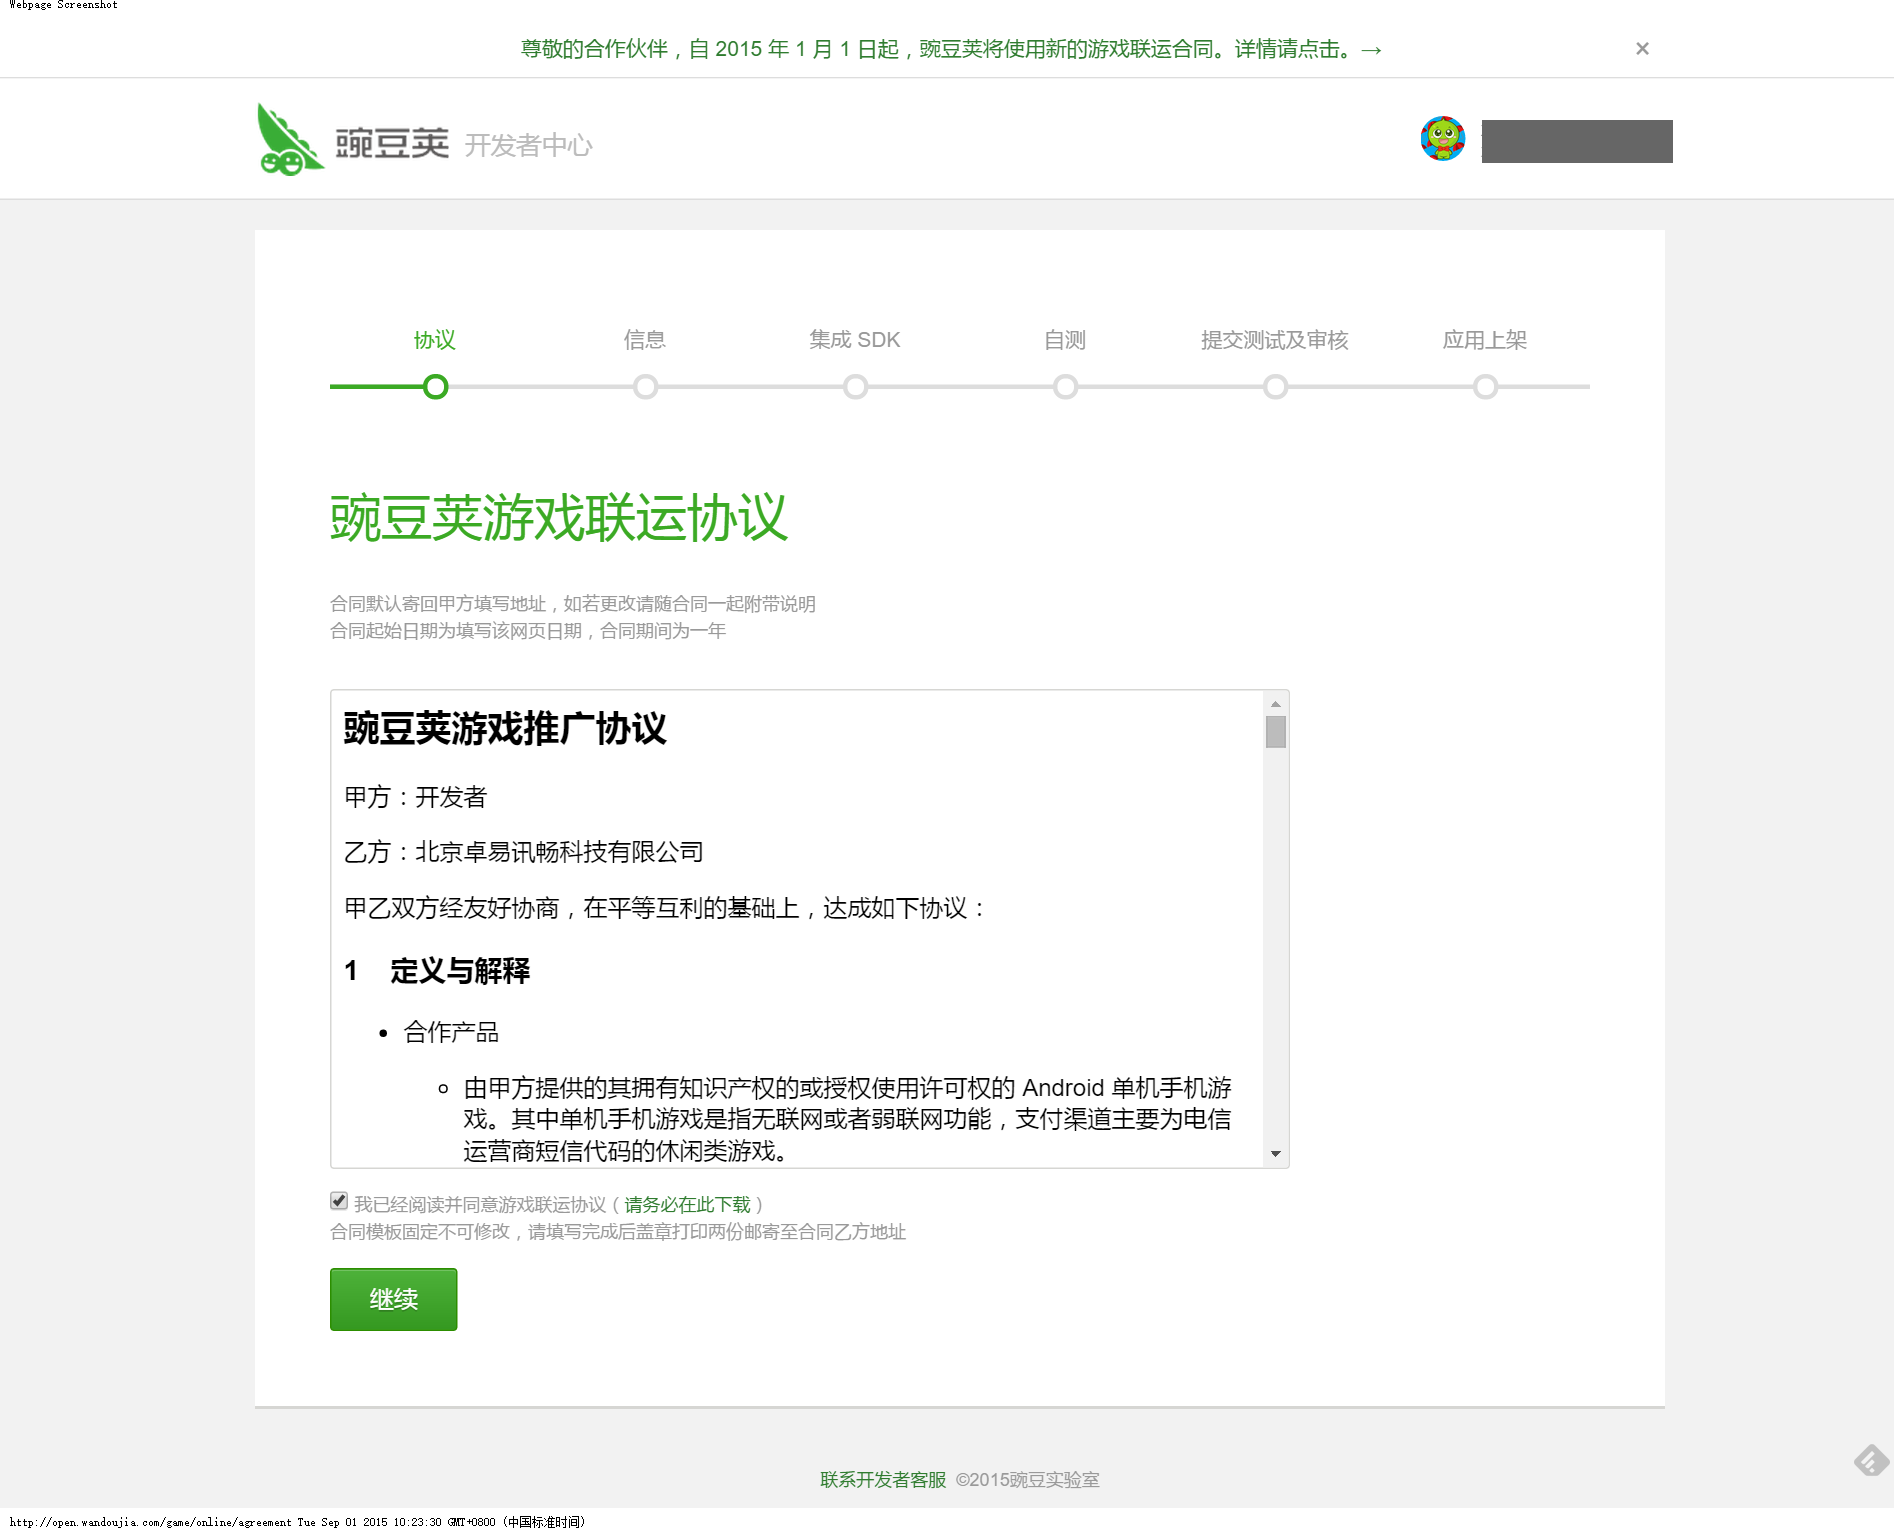 Webpage Screenshot
尊敬的合作伙伴，自 2015 年 1 月 1 日起，豌豆荚将使用新的游戏联运合同。详情请点击。→
×
豌豆荚 开发者中心
协议
信息
集成 SDK
自测
提交测试及审核
应用上架
豌豆荚游戏联运协议
合同默认寄回甲方填写地址，如若更改请随合同一起附带说明
合同起始日期为填写该网页日期，合同期间为一年
豌豆荚游戏推广协议
甲方：开发者
乙方：北京卓易讯畅科技有限公司
甲乙双方经友好协商，在平等互利的基础上，达成如下协议：
1 定义与解释
• 合作产品
由甲方提供的其拥有知识产权的或授权使用许可权的 Android 单机手机游
戏。其中单机手机游戏是指无联网或者弱联网功能，支付渠道主要为电信
运营商短信代码的休闲类游戏。
我已经阅读并同意游戏联运协议（请务必在此下载）
合同模板固定不可修改，请填写完成后盖章打印两份邮寄至合同乙方地址
继续
联系开发者客服 ©2015豌豆实验室
http://open.wandoujia.com/game/online/agreement Tue Sep 01 2015 10:23:30 GMT+0800 (中国标准时间)